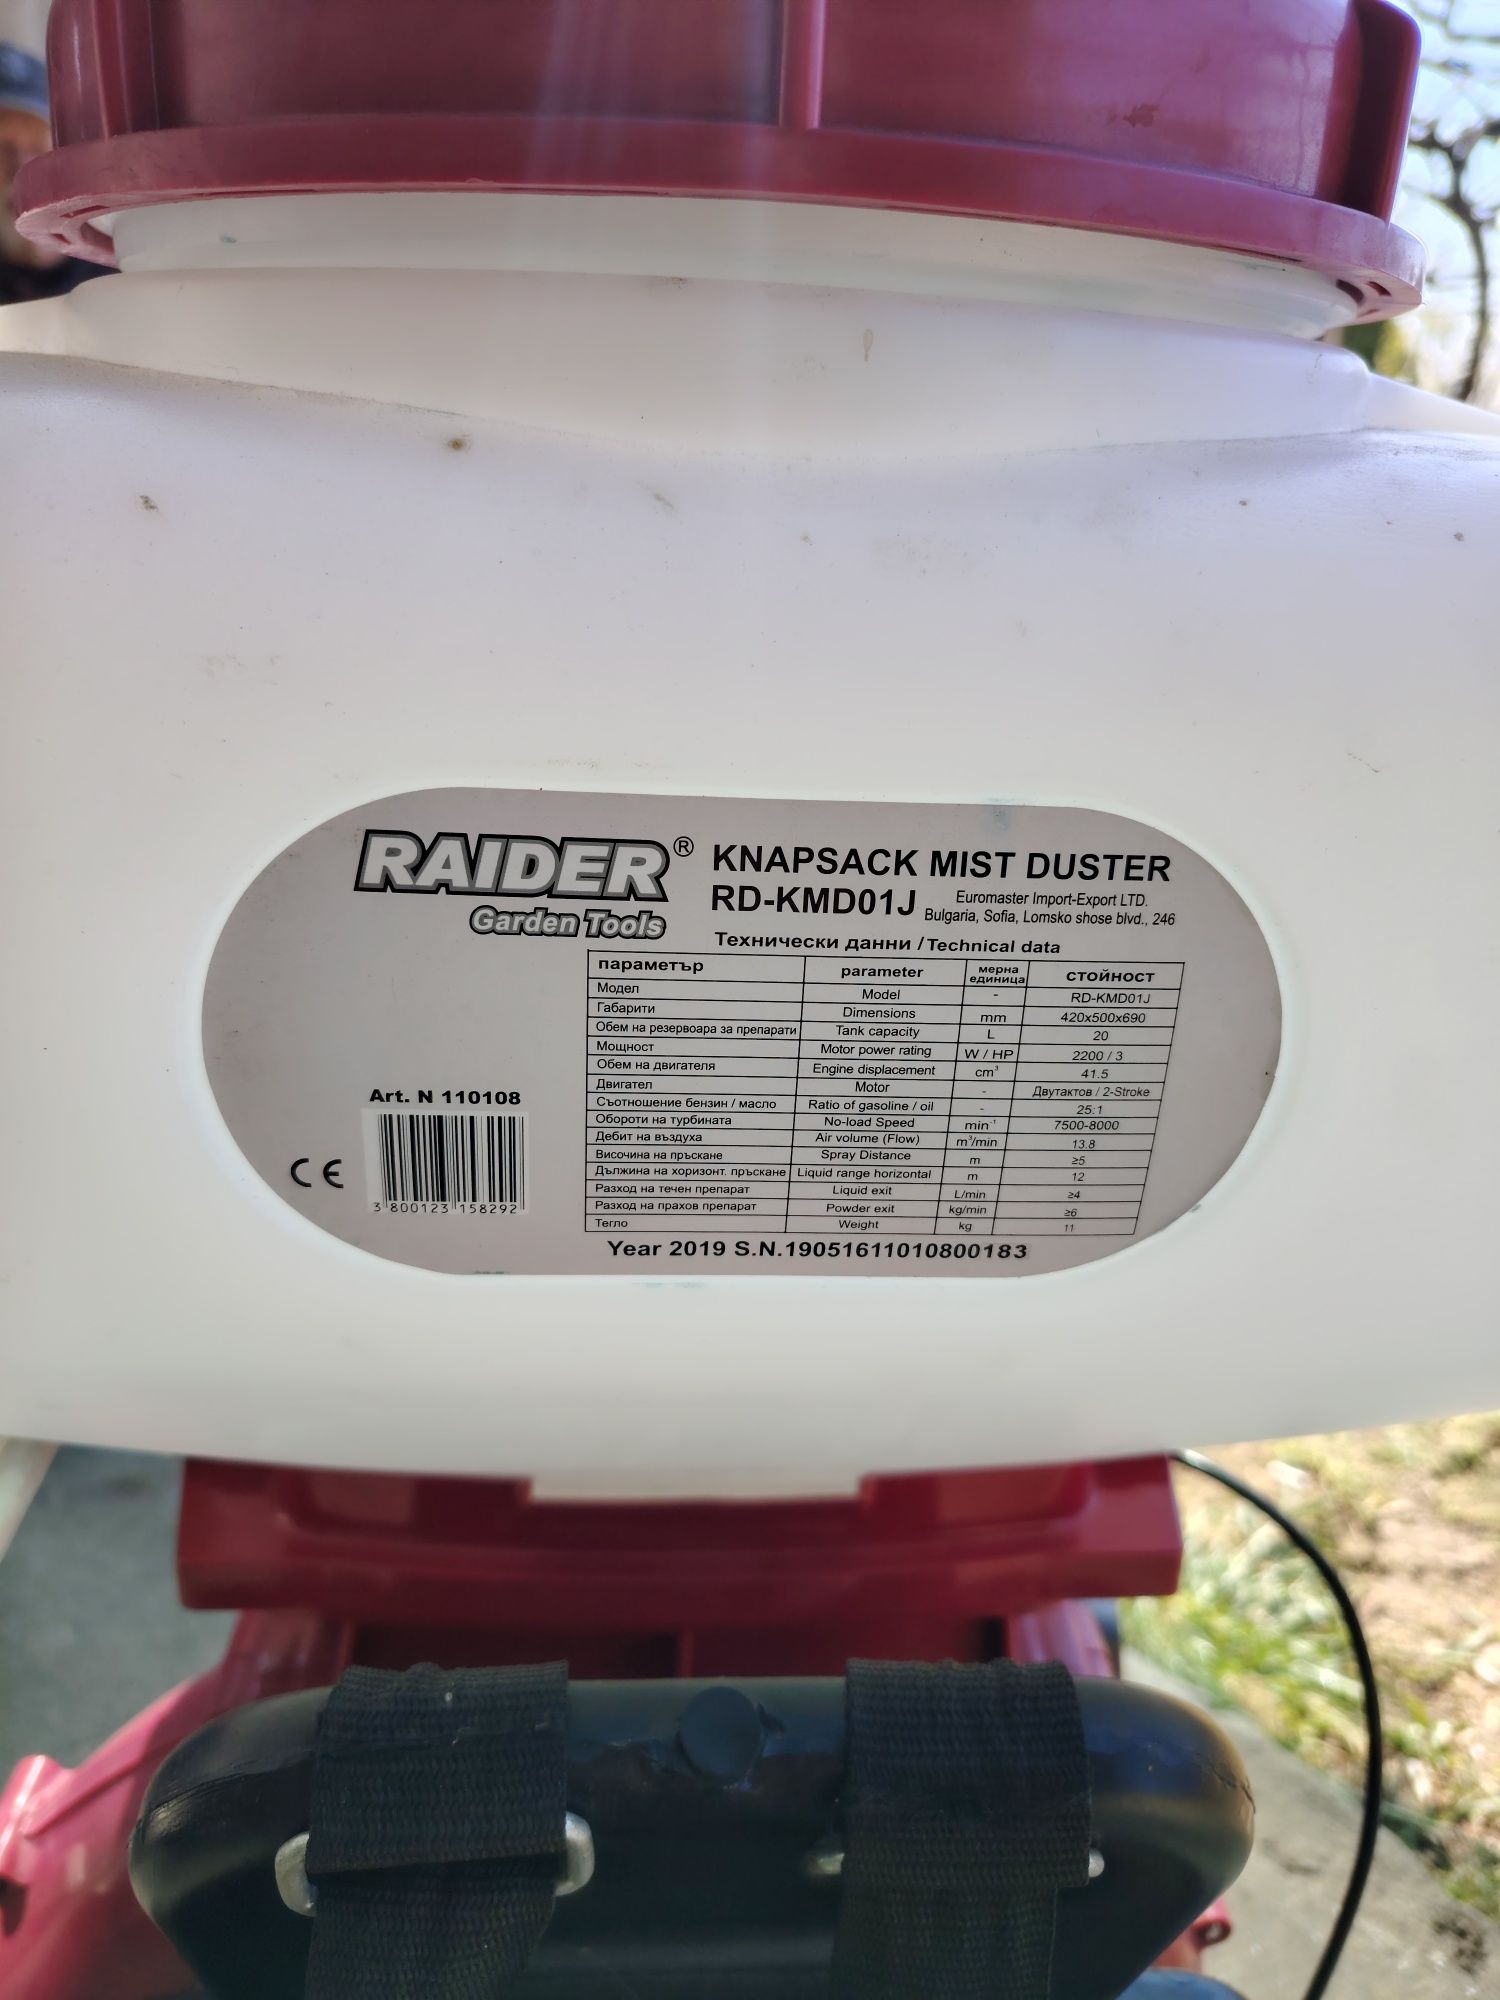 RAIDER® KNAPSACK MIST DUSTER
Garden Tools RD-KMD01J Euromaster Import-Export LTD.
Bulgaria, Sofia, Lomsko shose blvd., 246
Технически данни / Technical data
параметър parameter мерна единица стойност
Модел Model - RD-KMD01J
Габарити Dimensions mm 420x500x690
Обем на резервоара за препарати Tank capacity L 20
Мощност Motor power rating W / HP 2200 / 3
Обем на двигателя Engine displacement cm³ 41.5
Двигател Motor - Двутактов / 2-Stroke
Съотношение бензин / масло Ratio of gasoline / oil - 25:1
Обороти на турбината No-load Speed min⁻¹ 7500-8000
Дебит на въздуха Air volume (Flow) m³/min 13.8
Височина на пръскане Spray Distance m ≥5
Дължина на хоризонт. пръскане Liquid range horizontal m 12
Разход на течен препарат Liquid exit L/min ≥4
Разход на прахов препарат Powder exit kg/min ≥6
Тегло Weight kg 11
Art. N 110108
CE
3 800123 158292
Year 2019 S.N.19051611010800183